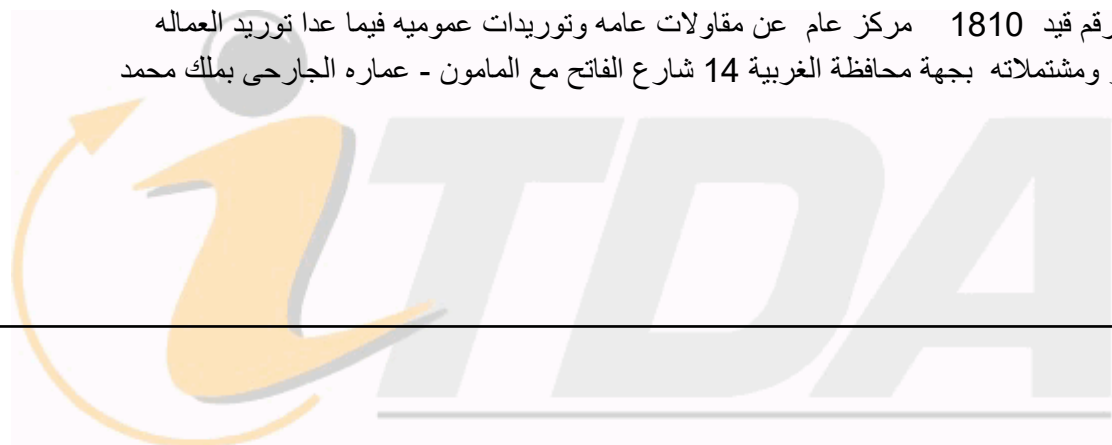 رقم قيد 1810 مركز عام عن مقاولات عامه وتوريدات عموميه فيما عدا توريد العماله
ومشتملاته بجهة محافظة الغربية 14 شارع الفاتح مع المامون - عماره الجارحى بملك محمد
iTDA